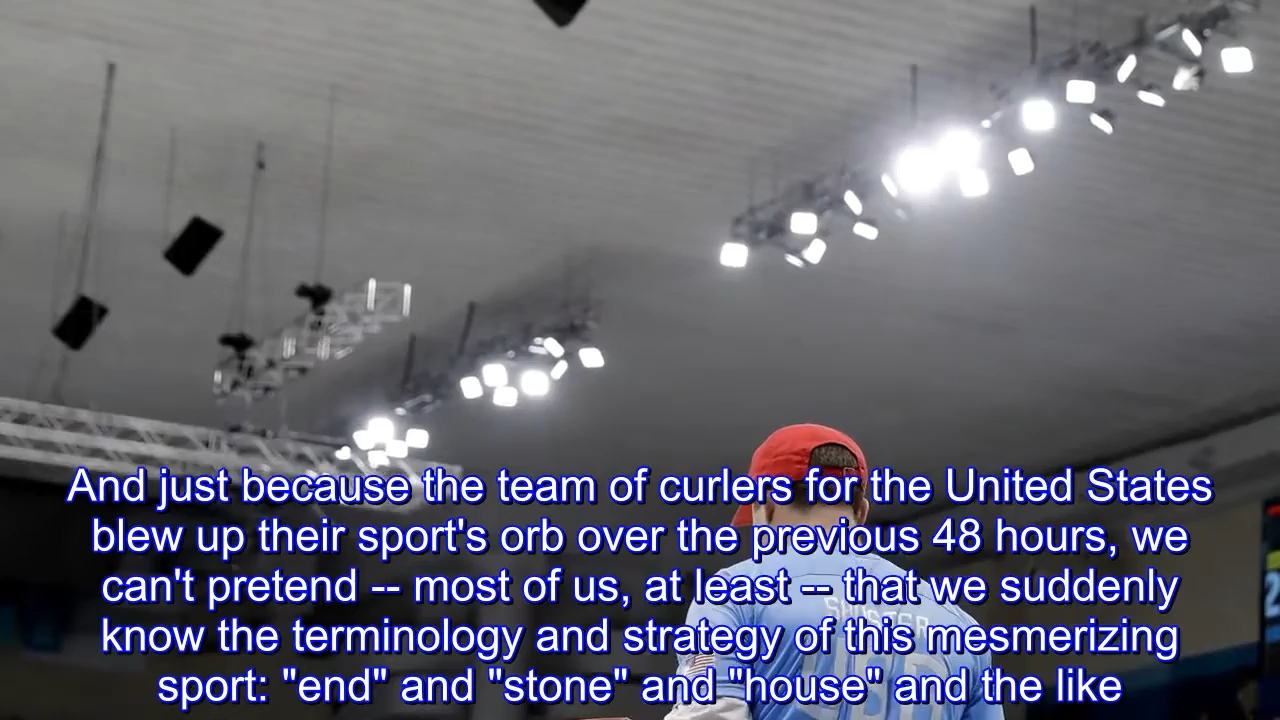 And just because the team of curlers for the United States
blew up their sport's orb over the previous 48 hours, we
can't pretend -- most of us, at least -- that we suddenly
know the terminology and strategy of this mesmerizing
sport: "end" and "stone" and "house" and the like
SHUSTER